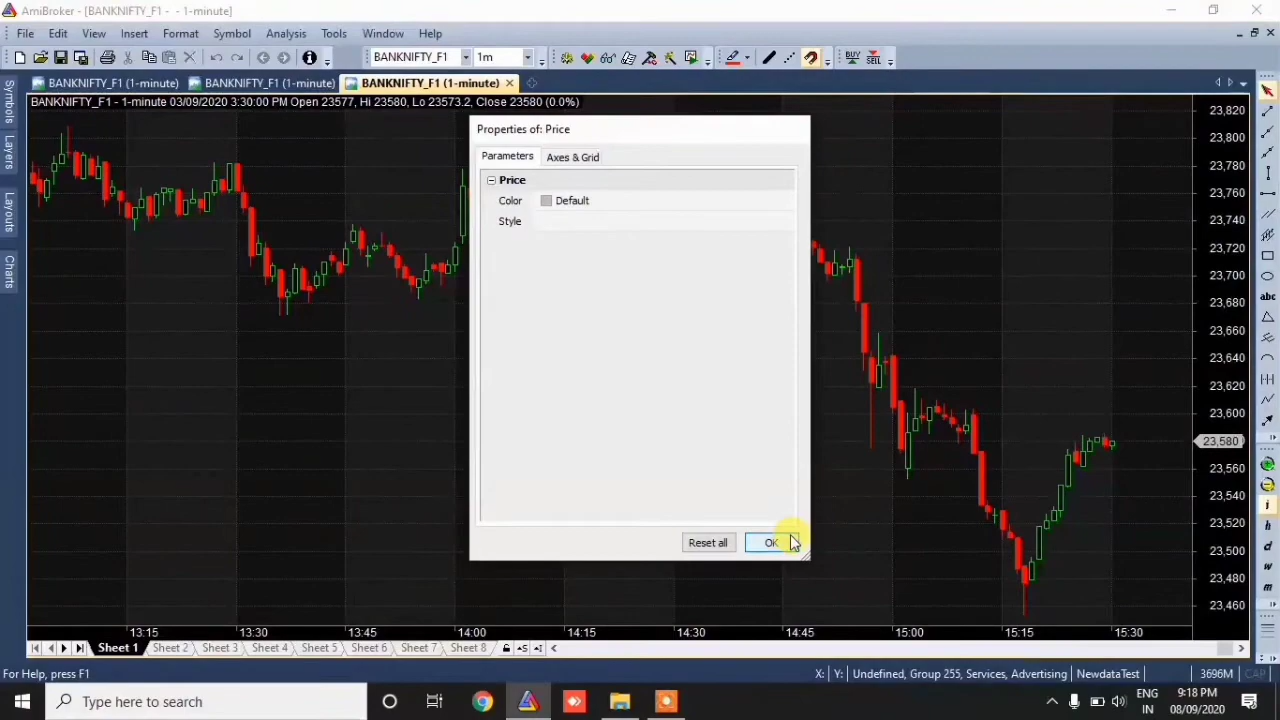 AmiBroker - [BANKNIFTY_F1 - - 1-minute]
File Edit View Insert Format Symbol Analysis Tools Window Help
BANKNIFTY_F1 1m BUY SELL
BANKNIFTY_F1 (1-minute) BANKNIFTY_F1 (1-minute) BANKNIFTY_F1 (1-minute)
BANKNIFTY_F1 - 1-minute 03/09/2020 3:30:00 PM Open 23577, Hi 23580, Lo 23573.2, Close 23580 (0.0%)
Symbols
Layers
Layouts
Charts
Properties of: Price
Parameters Axes & Grid
Price
Color Default
Style
Reset all OK
23,820
23,800
23,780
23,760
23,740
23,720
23,700
23,680
23,660
23,640
23,620
23,600
23,580
23,560
23,540
23,520
23,500
23,480
23,460
abc
i
h
d
w
m
13:15 13:30 13:45 14:00 14:15 14:30 14:45 15:00 15:15 15:30
Sheet 1 Sheet 2 Sheet 3 Sheet 4 Sheet 5 Sheet 6 Sheet 7 Sheet 8
For Help, press F1 X: Y: Undefined, Group 255, Services, Advertising NewdataTest 3696M CAP
Type here to search
ENG
IN
9:18 PM
08/09/2020